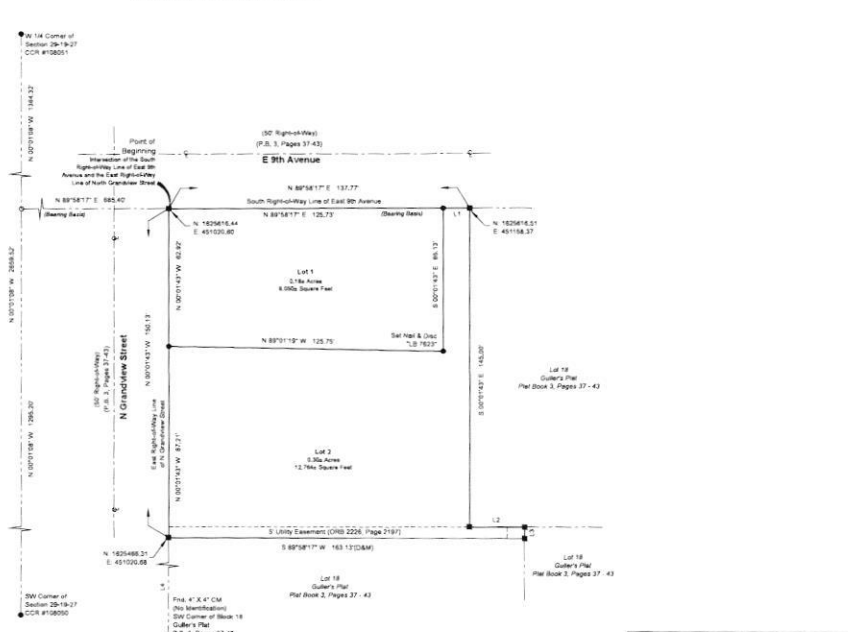 W 1/4 Corner of
Section 29-19-27
CCR #108051
N 00°01'08" W 1384.32'
(50' Right-of-Way)
(P.B. 3, Pages 37-43)
E 9th Avenue
Point of
Beginning
Intersection of the South
Right-of-Way Line of East 9th
Avenue and the East Right-of-Way
Line of North Grandview Street
N 89°58'17" E 137.77'
N 89°58'17" E 685.40'
(Bearing Basis)
South Right-of-Way Line of East 9th Avenue
N 89°58'17" E 125.73'
(Bearing Basis)
L1
N: 1625616.44
E: 451020.60
N: 1625616.51
E: 451158.37
N 00°01'08" W 2659.52'
N 00°01'43" W 62.92'
S 00°01'43" E 65.13'
Lot 1
0.18± Acres
8,050± Square Feet
N 89°01'19" W 125.75'
Set Nail & Disc
"LB 7623"
N 00°01'43" W 150.13'
(50' Right-of-Way)
(P.B. 3, Pages 37-43)
N Grandview Street
S 00°01'43" E 145.00'
Lot 18
Guller's Plat
Plat Book 3, Pages 37 - 43
N 00°01'08" W 1295.20'
East Right-of-Way Line
of N Grandview Street
N 00°01'43" W 87.21'
Lot 2
Acres
12,764± Square Feet
L2
L3
5' Utility Easement (ORB 2226, Page 2197)
S 89°58'17" W 163.13'(D&M)
N: 1625466.31
E: 451020.68
Lot 18
Guller's Plat
Plat Book 3, Pages 37 - 43
Lot 18
Guller's Plat
Plat Book 3, Pages 37 - 43
L4
SW Corner of
Section 29-19-27
CCR #108050
Fnd. 4" X 4" CM
(No Identification)
SW Corner of Block 18
Guller's Plat